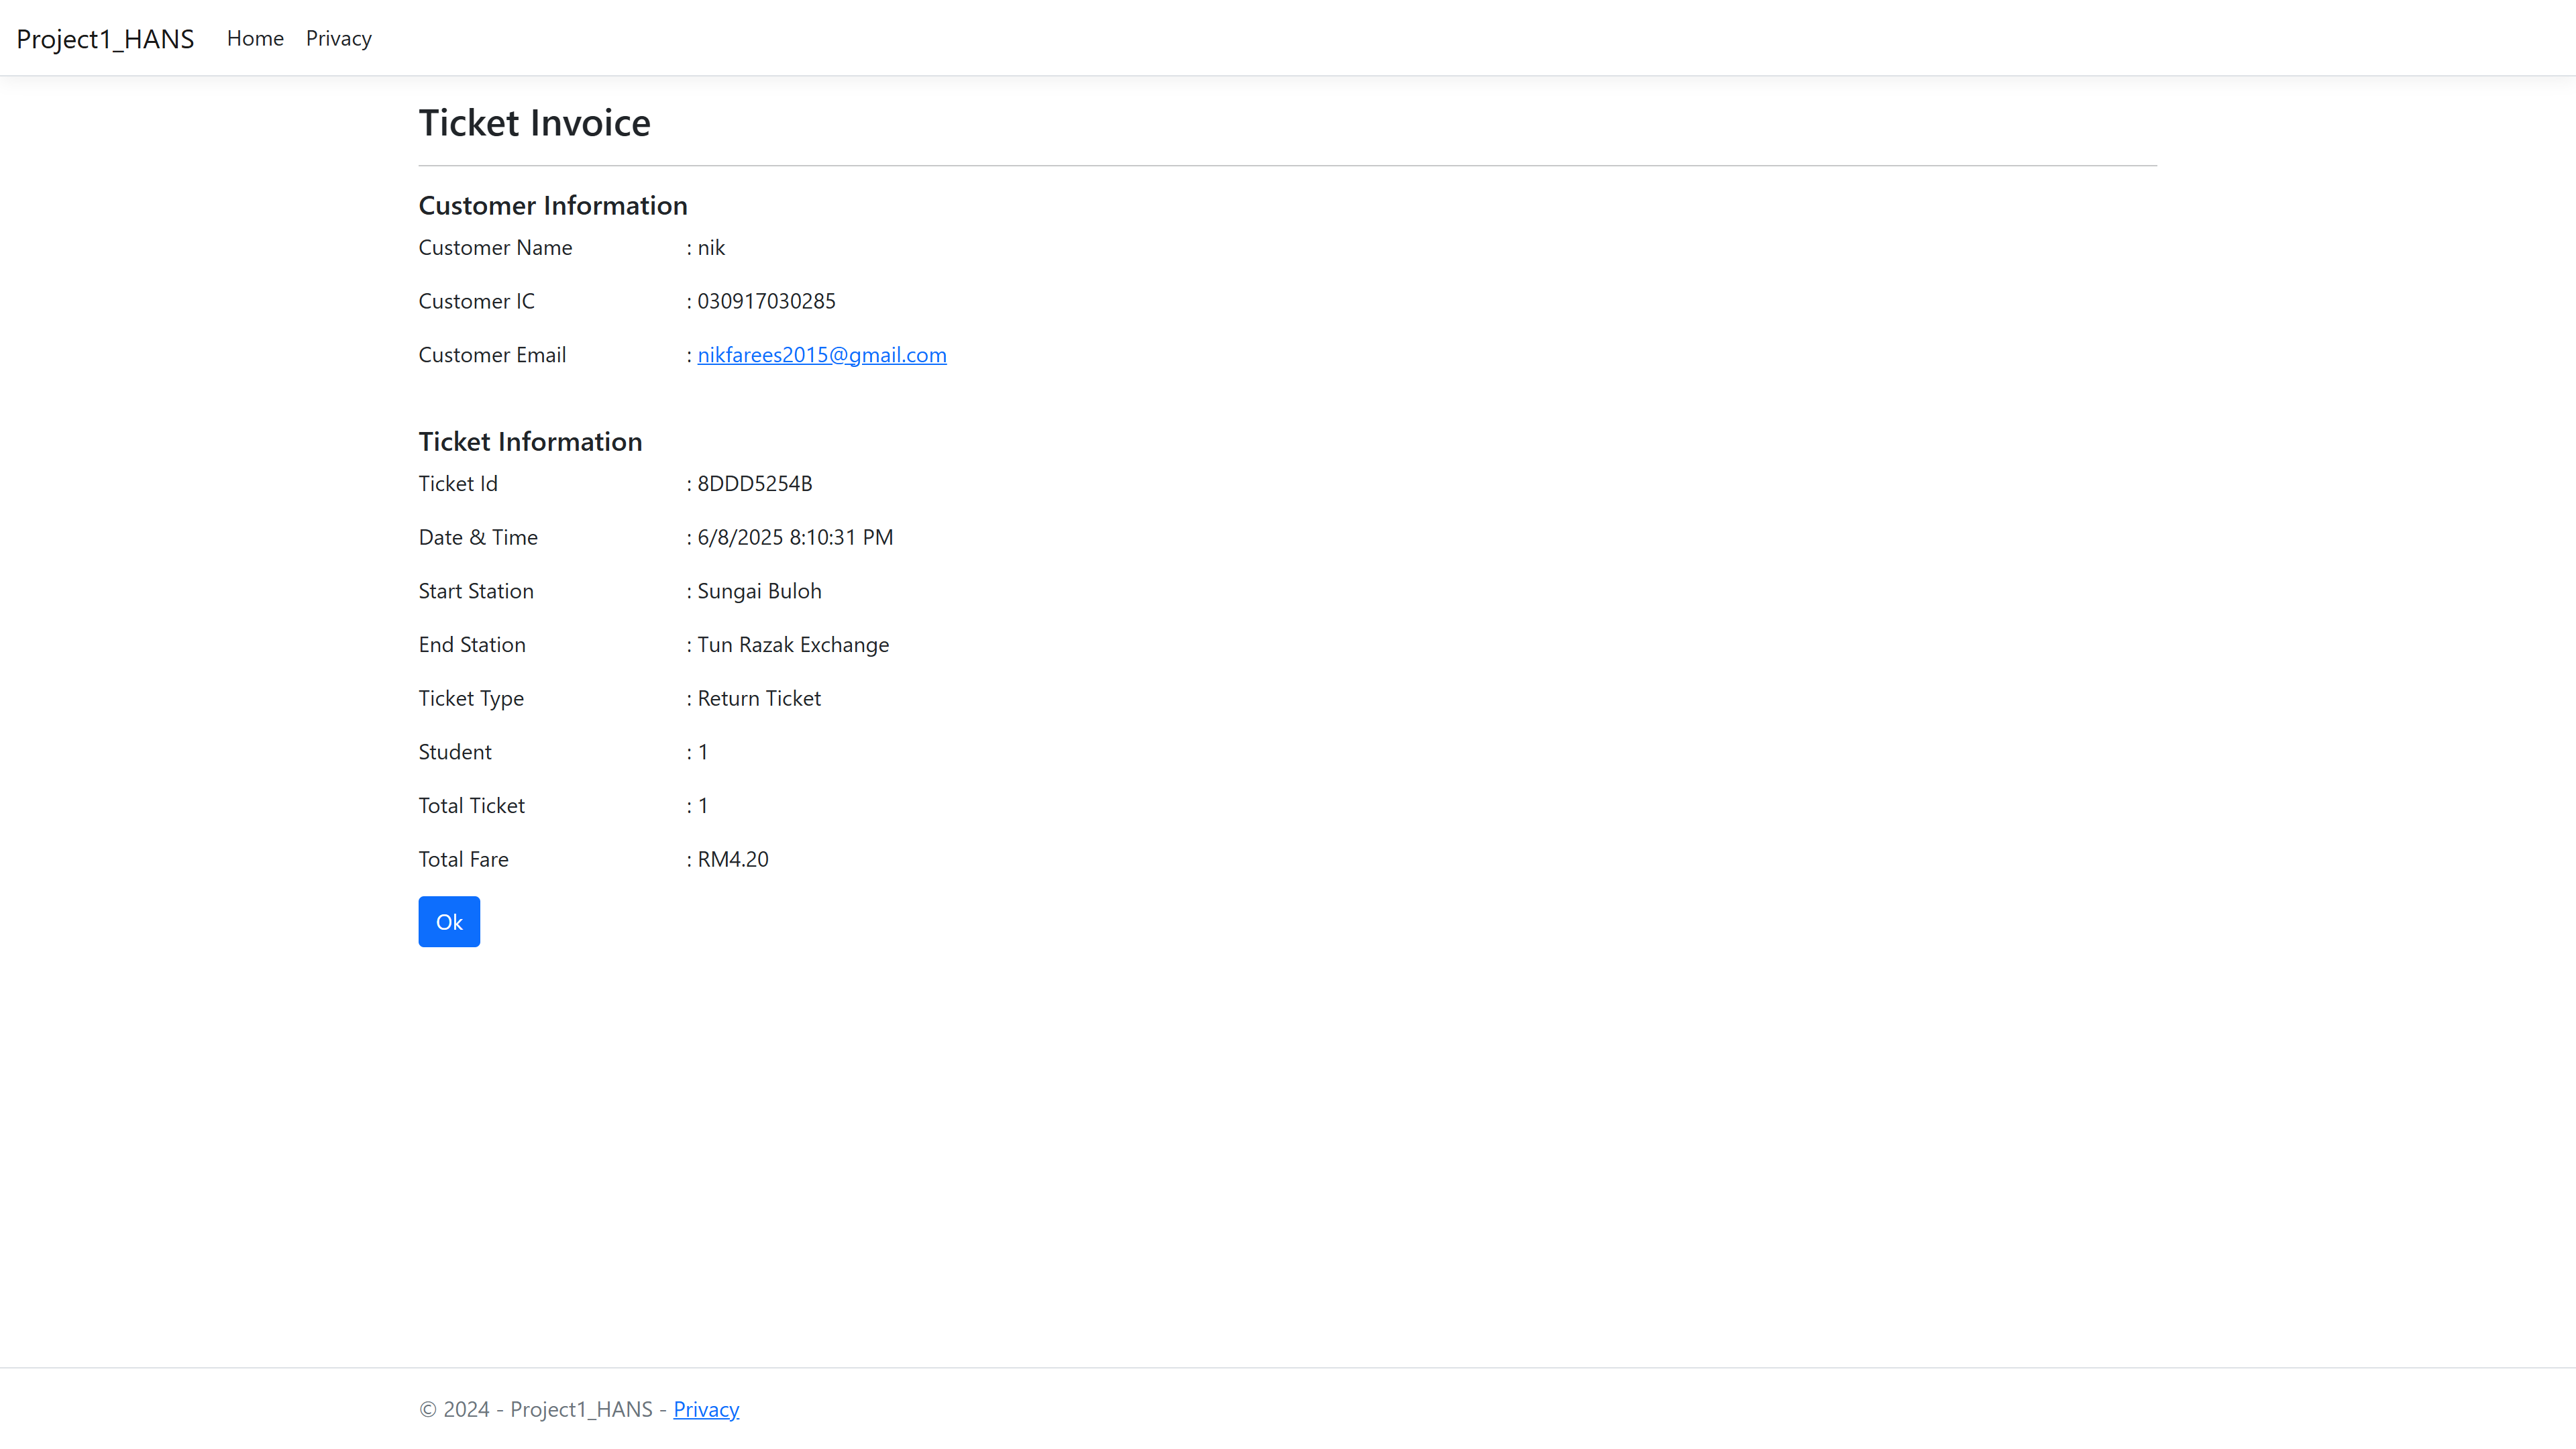 Project1_HANS Home Privacy
Ticket Invoice
Customer Information
Customer Name : nik
Customer IC : 030917030285
Customer Email : nikfarees2015@gmail.com
Ticket Information
Ticket Id : 8DDD5254B
Date & Time : 6/8/2025 8:10:31 PM
Start Station : Sungai Buloh
End Station : Tun Razak Exchange
Ticket Type : Return Ticket
Student : 1
Total Ticket : 1
Total Fare : RM4.20
Ok
© 2024 - Project1_HANS - Privacy